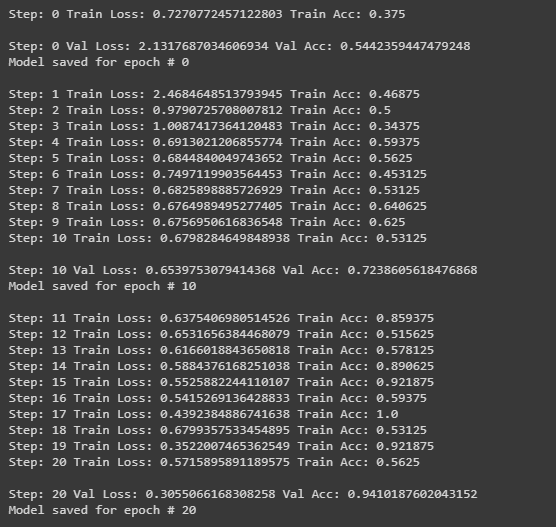 Step: 0 Train Loss: 0.7270772457122803 Train Acc: 0.375
Step: 0 Val Loss: 2.1317687034606934 Val Acc: 0.5442359447479248
Model saved for epoch # 0
Step: 1 Train Loss: 2.4684648513793945 Train Acc: 0.46875
Step: 2 Train Loss: 0.9790725708007812 Train Acc: 0.5
Step: 3 Train Loss: 1.0087417364120483 Train Acc: 0.34375
Step: 4 Train Loss: 0.6913021206855774 Train Acc: 0.59375
Step: 5 Train Loss: 0.6844840049743652 Train Acc: 0.5625
Step: 6 Train Loss: 0.7497119903564453 Train Acc: 0.453125
Step: 7 Train Loss: 0.6825898885726929 Train Acc: 0.53125
Step: 8 Train Loss: 0.6764989495277405 Train Acc: 0.640625
Step: 9 Train Loss: 0.6756950616836548 Train Acc: 0.625
Step: 10 Train Loss: 0.6798284649848938 Train Acc: 0.53125
Step: 10 Val Loss: 0.6539753079414368 Val Acc: 0.7238605618476868
Model saved for epoch # 10
Step: 11 Train Loss: 0.6375406980514526 Train Acc: 0.859375
Step: 12 Train Loss: 0.6531656384468079 Train Acc: 0.515625
Step: 13 Train Loss: 0.6166018843650818 Train Acc: 0.578125
Step: 14 Train Loss: 0.5884376168251038 Train Acc: 0.890625
Step: 15 Train Loss: 0.5525882244110107 Train Acc: 0.921875
Step: 16 Train Loss: 0.5415269136428833 Train Acc: 0.59375
Step: 17 Train Loss: 0.4392384886741638 Train Acc: 1.0
Step: 18 Train Loss: 0.6799357533454895 Train Acc: 0.53125
Step: 19 Train Loss: 0.3522007465362549 Train Acc: 0.921875
Step: 20 Train Loss: 0.5715895891189575 Train Acc: 0.5625
Step: 20 Val Loss: 0.3055066168308258 Val Acc: 0.9410187602043152
Model saved for epoch # 20